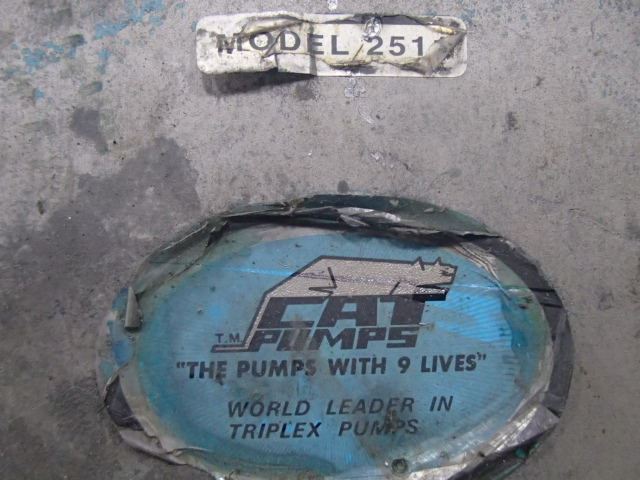 MODEL 251
T.M.
CAT
PUMPS
"THE PUMPS WITH 9 LIVES"
WORLD LEADER IN
TRIPLEX PUMPS